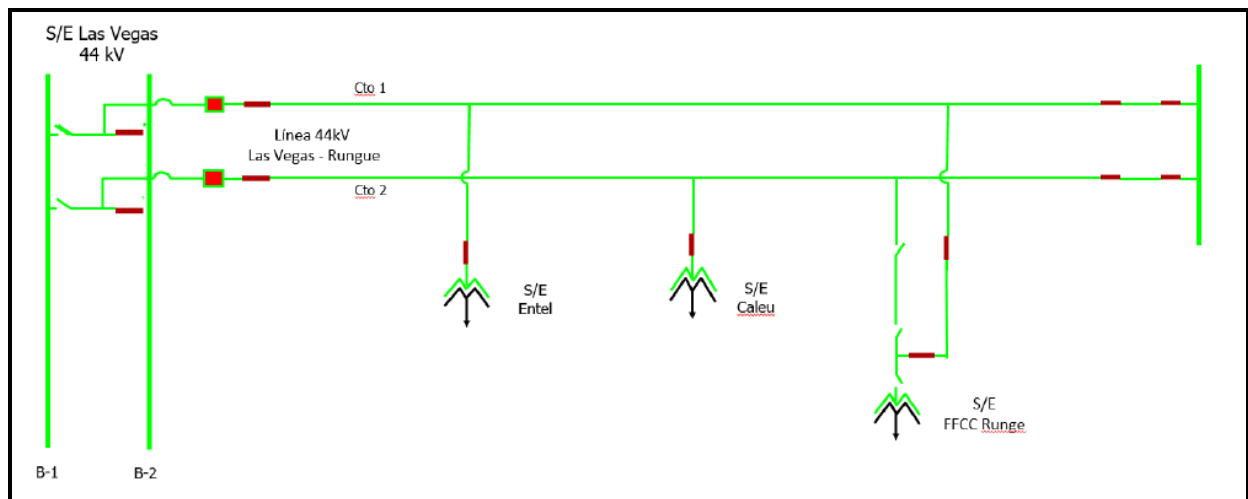 S/E Las Vegas
44 kV
Cto 1
Línea 44kV
Las Vegas - Rungue
Cto 2
S/E
Entel
S/E
Caleu
S/E
FFCC Runge
B-1
B-2